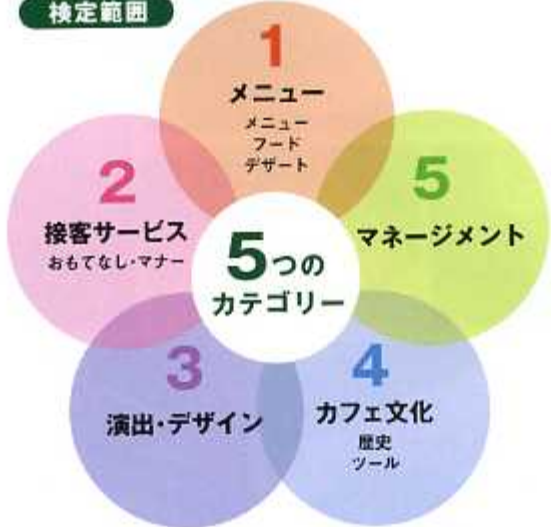 検定範囲
1
メニュー
メニュー
フード
デザート
2
接客サービス
おもてなし・マナー
3
演出・デザイン
4
カフェ文化
歴史
ツール
5
マネージメント
5つの
カテゴリー